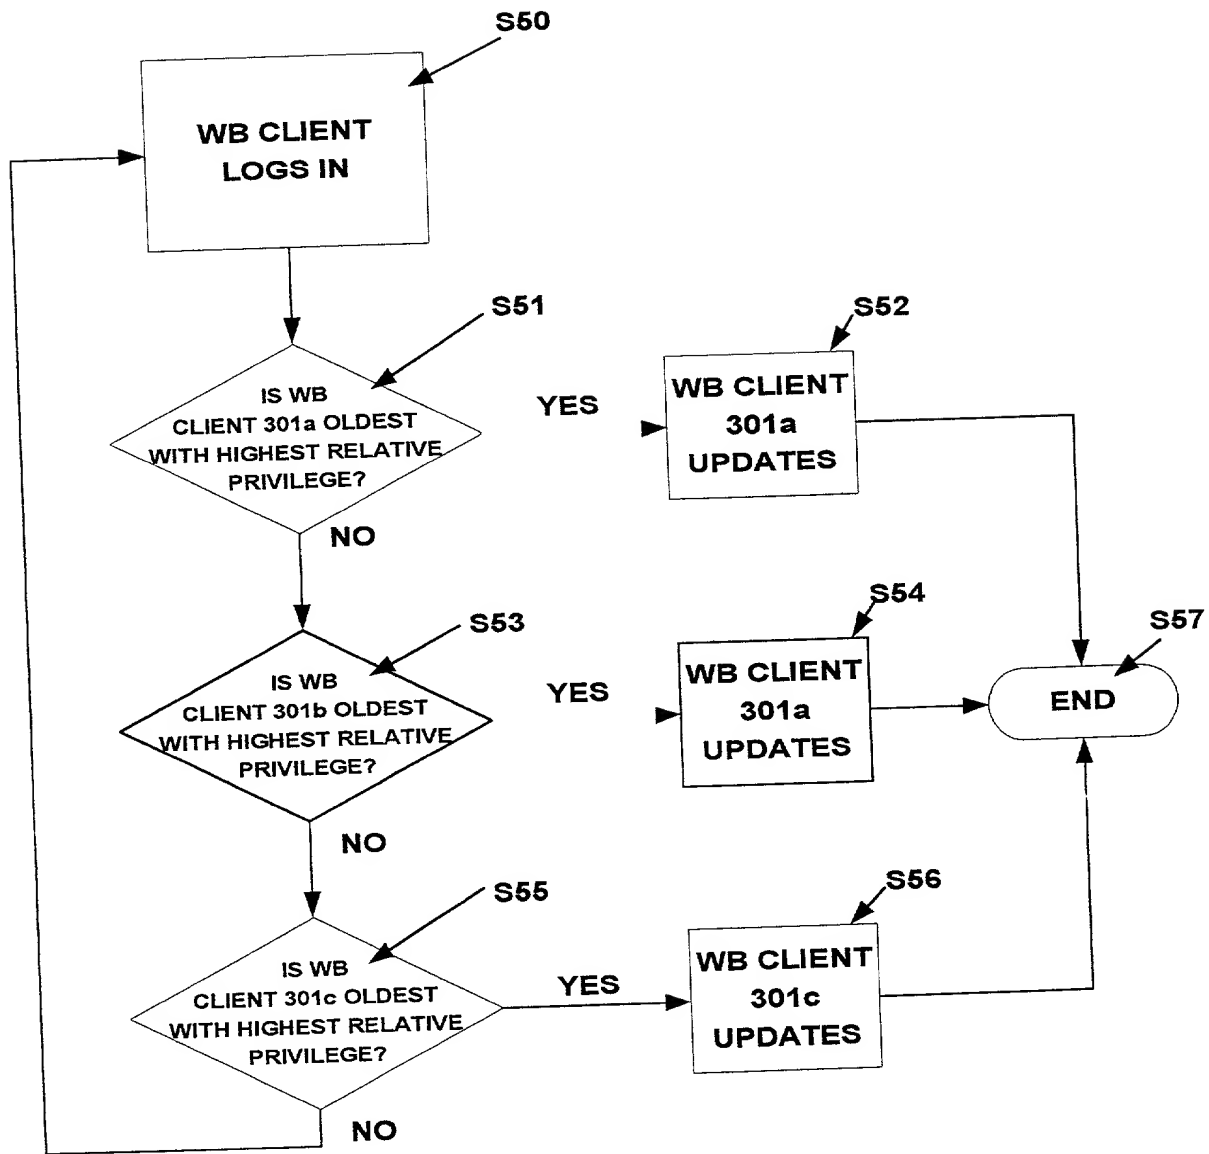 S50
WB CLIENT
LOGS IN
S51
IS WB
CLIENT 301a OLDEST
WITH HIGHEST RELATIVE
PRIVILEGE?
YES
S52
WB CLIENT
301a
UPDATES
NO
S53
IS WB
CLIENT 301b OLDEST
WITH HIGHEST RELATIVE
PRIVILEGE?
YES
S54
WB CLIENT
301a
UPDATES
S57
END
NO
S55
IS WB
CLIENT 301c OLDEST
WITH HIGHEST RELATIVE
PRIVILEGE?
YES
S56
WB CLIENT
301c
UPDATES
NO